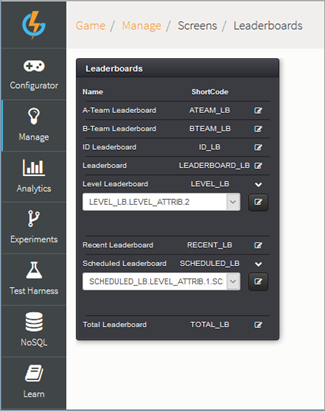 Game / Manage / Screens / Leaderboards
Configurator
Manage
Analytics
Experiments
Test Harness
NoSQL
Learn
Leaderboards
Name ShortCode
A-Team Leaderboard ATEAM_LB
B-Team Leaderboard BTEAM_LB
ID Leaderboard ID_LB
Leaderboard LEADERBOARD_LB
Level Leaderboard LEVEL_LB
LEVEL_LB.LEVEL_ATTRIB.2
Recent Leaderboard RECENT_LB
Scheduled Leaderboard SCHEDULED_LB
SCHEDULED_LB.LEVEL_ATTRIB.1.SC
Total Leaderboard TOTAL_LB